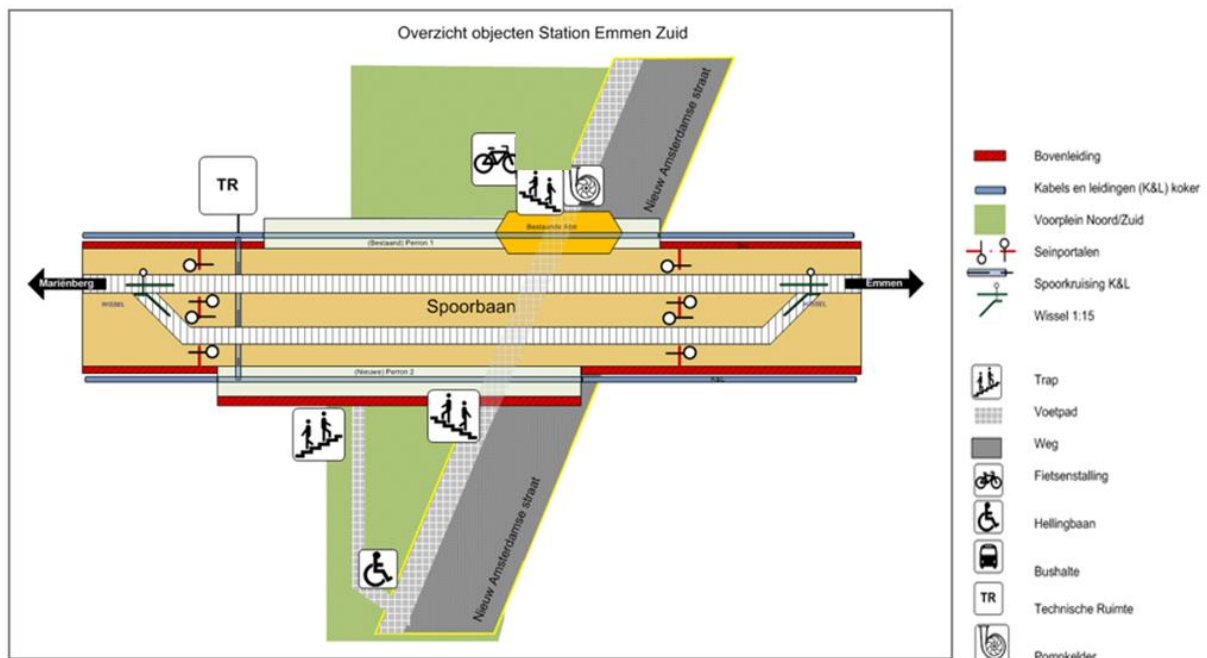 Overzicht objecten Station Emmen Zuid
Nieuw Amsterdamse straat
TR
(Bestaand) Perron 1
Mariënberg
Emmen
WISSEL
WISSEL
Spoorbaan
(Nieuwe) Perron 2
K&L
Nieuw Amsterdamse straat
Bovenleiding
Kabels en leidingen (K&L) koker
Voorplein Noord/Zuid
Seinportalen
Spoorkruising K&L
Wissel 1:15
Trap
Voetpad
Weg
Fietsenstalling
Hellingbaan
Bushalte
TR
Technische Ruimte
Pompkelder